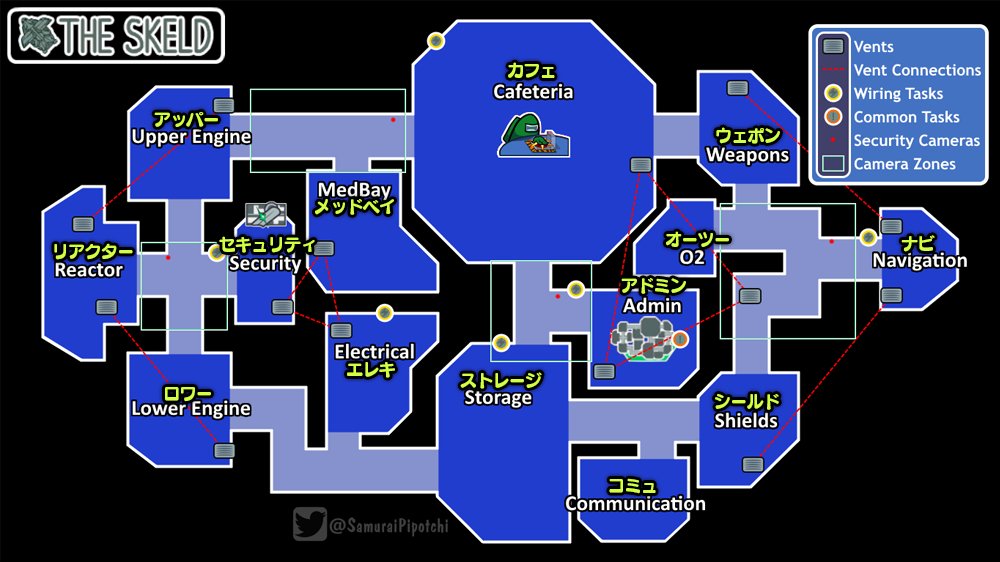 THE SKELD
Vents
Vent Connections
Wiring Tasks
Common Tasks
Security Cameras
Camera Zones
カフェ
Cafeteria
アッパー
Upper Engine
ウェポン
Weapons
MedBay
メッドベイ
リアクター
Reactor
セキュリティ
Security
オーツー
O2
ナビ
Navigation
アドミン
Admin
Electrical
エレキ
ロワー
Lower Engine
ストレージ
Storage
シールド
Shields
コミュ
Communication
@SamuraiPipotchi